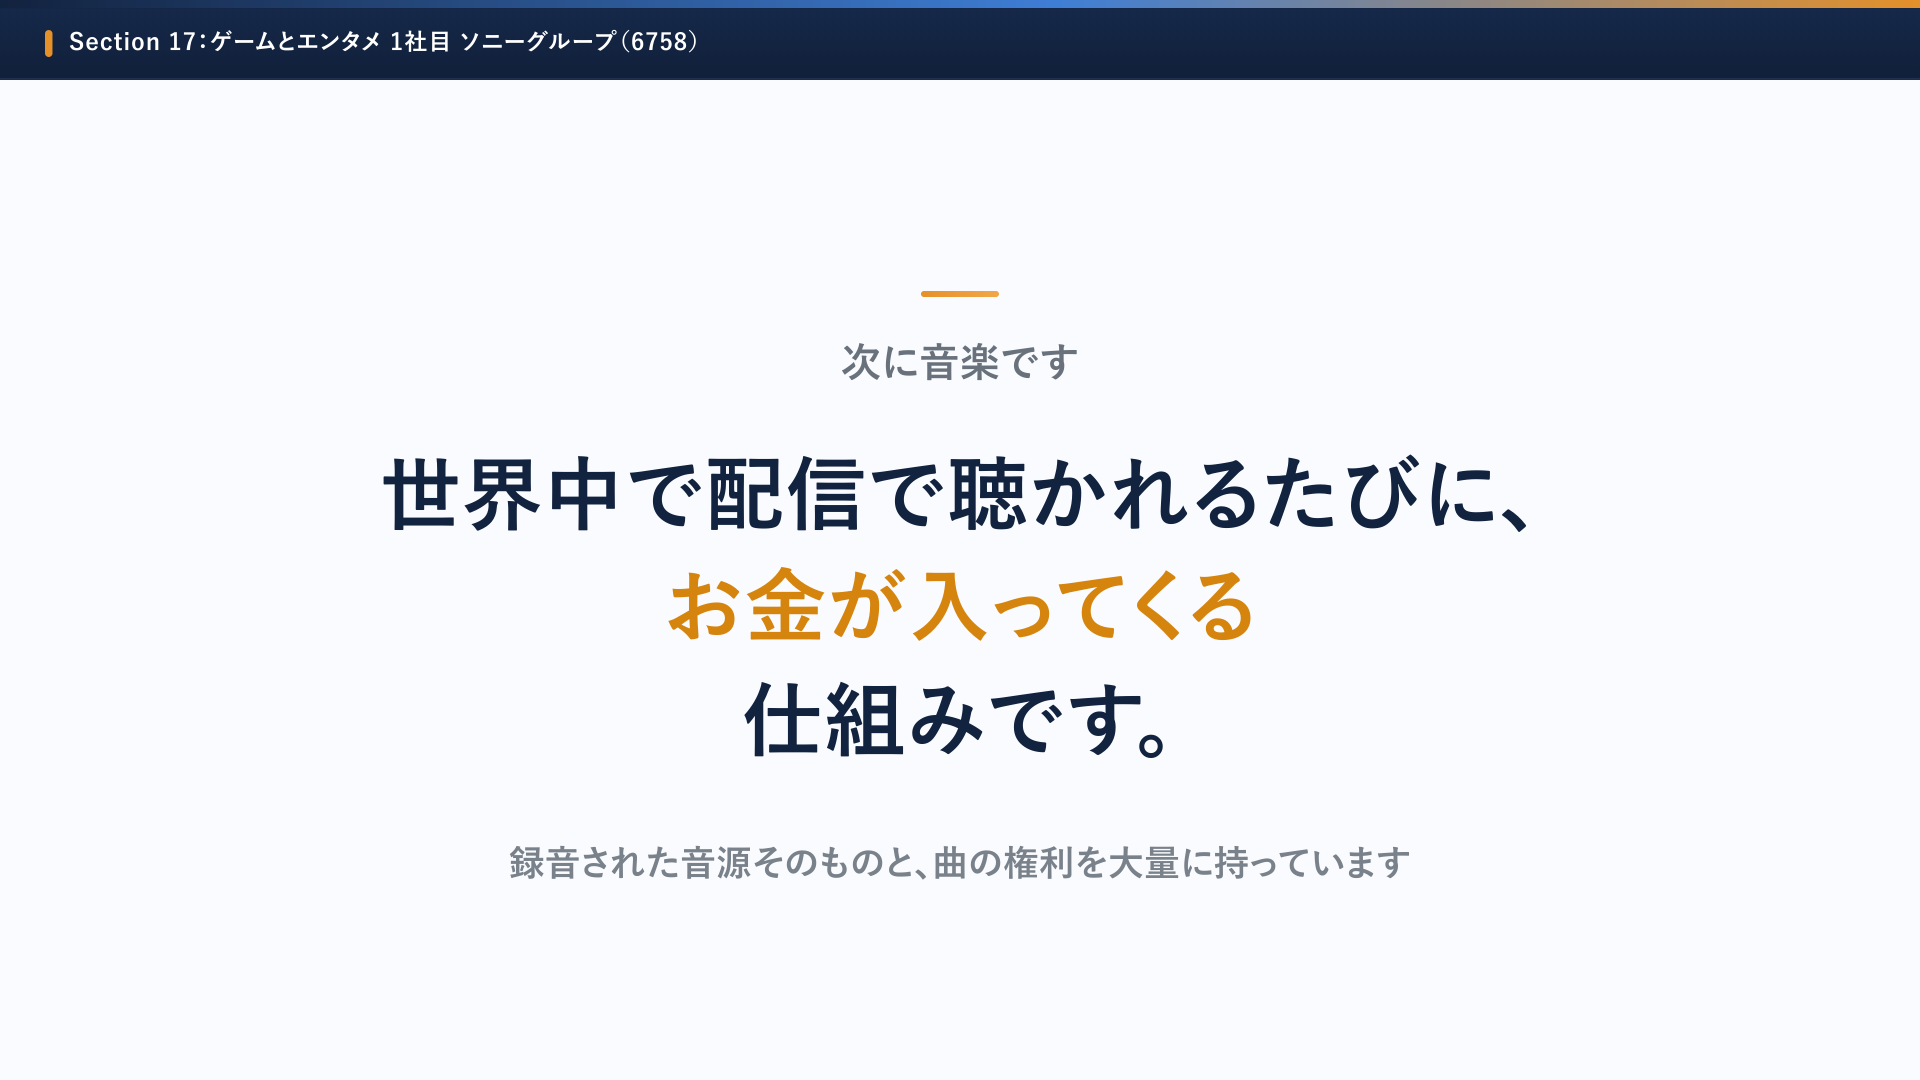 Section 17：ゲームとエンタメ 1社目 ソニーグループ（6758）
次に音楽です
世界中で配信で聴かれるたびに、
お金が入ってくる
仕組みです。
録音された音源そのものと、曲の権利を大量に持っています